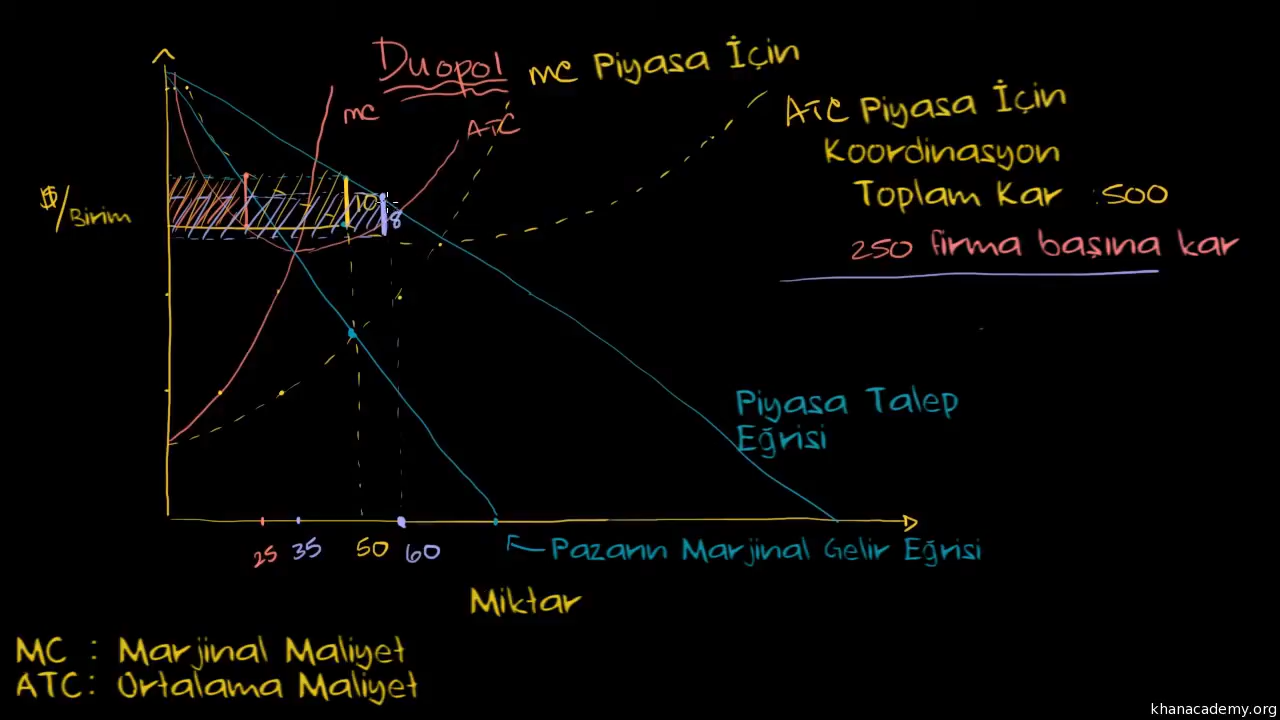 Duopol
MC Piyasa İçin
MC
ATC
ATC Piyasa İçin
Koordinasyon
Toplam Kar :500
250 firma başına kar
$/Birim
10
8
Piyasa Talep
Eğrisi
25 35 50 60
Pazarın Marjinal Gelir Eğrisi
Miktar
MC : Marjinal Maliyet
ATC: Ortalama Maliyet
khanacademy.org